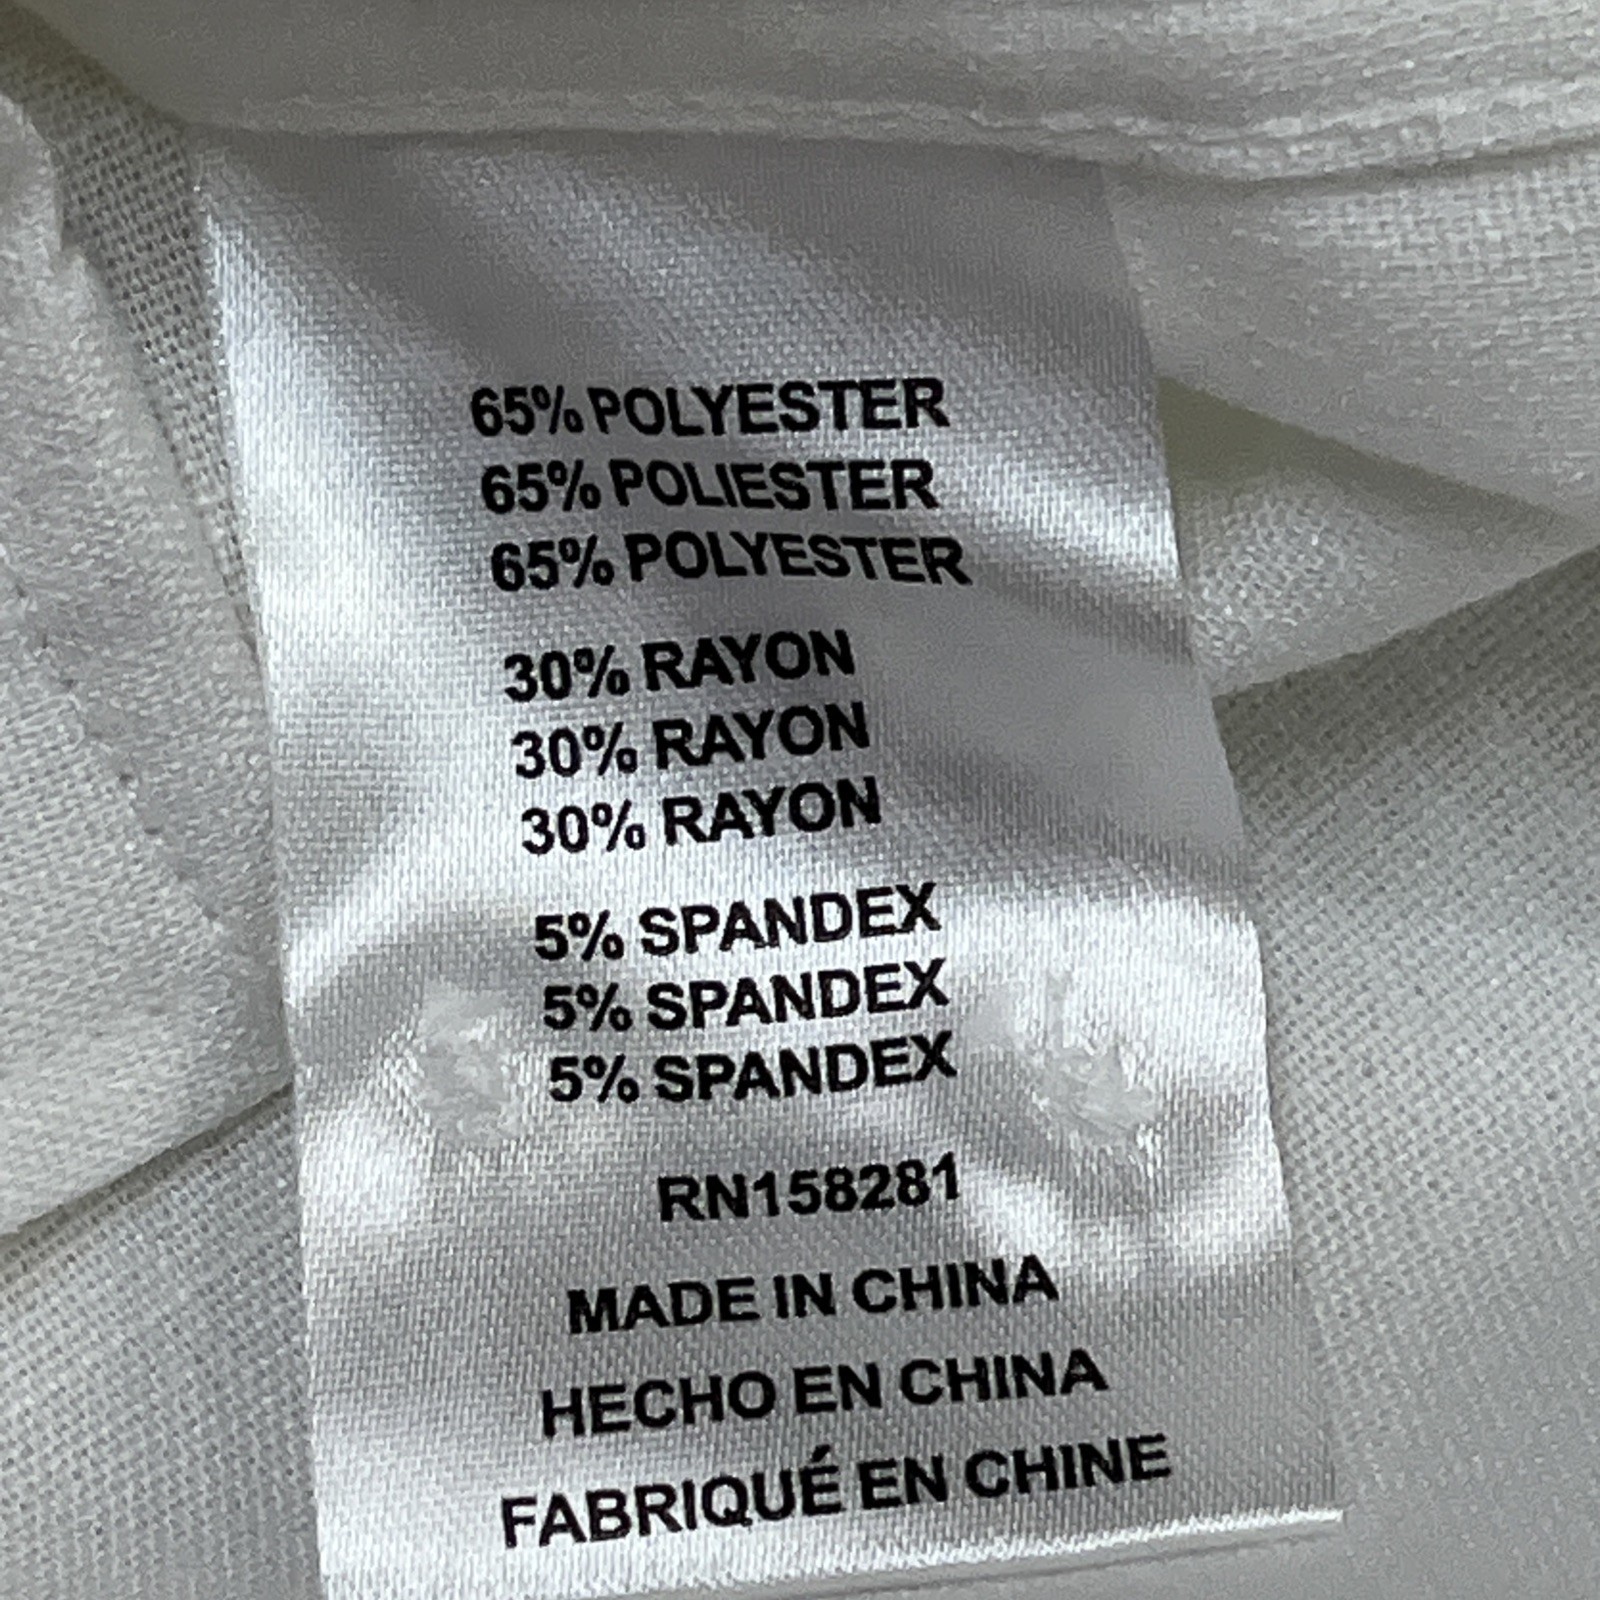 65% POLYESTER
65% POLIESTER
65% POLYESTER
30% RAYON
30% RAYON
30% RAYON
5% SPANDEX
5% SPANDEX
5% SPANDEX
RN158281
MADE IN CHINA
HECHO EN CHINA
FABRIQUÉ EN CHINE